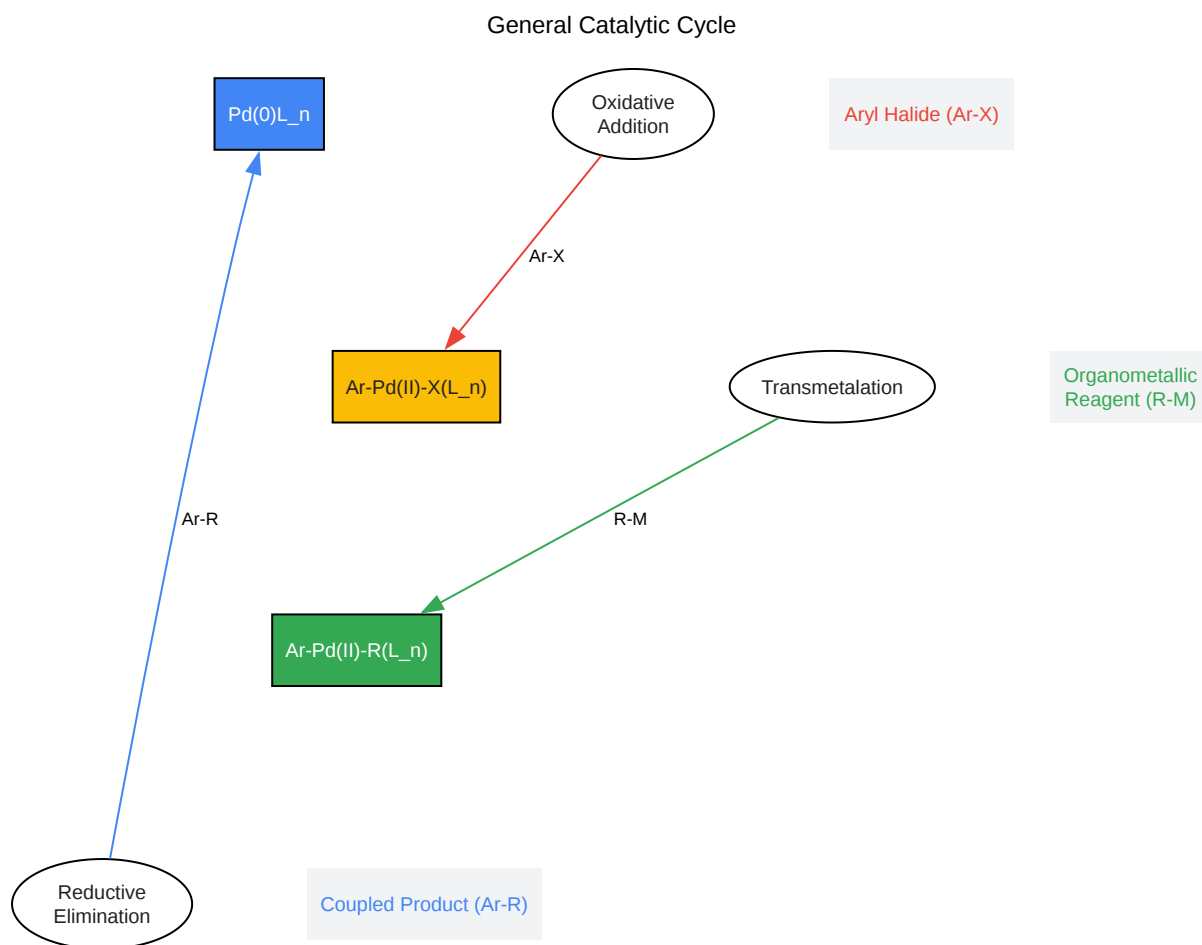 General Catalytic Cycle
Pd(0)L_n
Oxidative
Addition
Aryl Halide (Ar-X)
Ar-X
Ar-Pd(II)-X(L_n)
Transmetalation
Organometallic
Reagent (R-M)
Ar-R
R-M
Ar-Pd(II)-R(L_n)
Reductive
Elimination
Coupled Product (Ar-R)